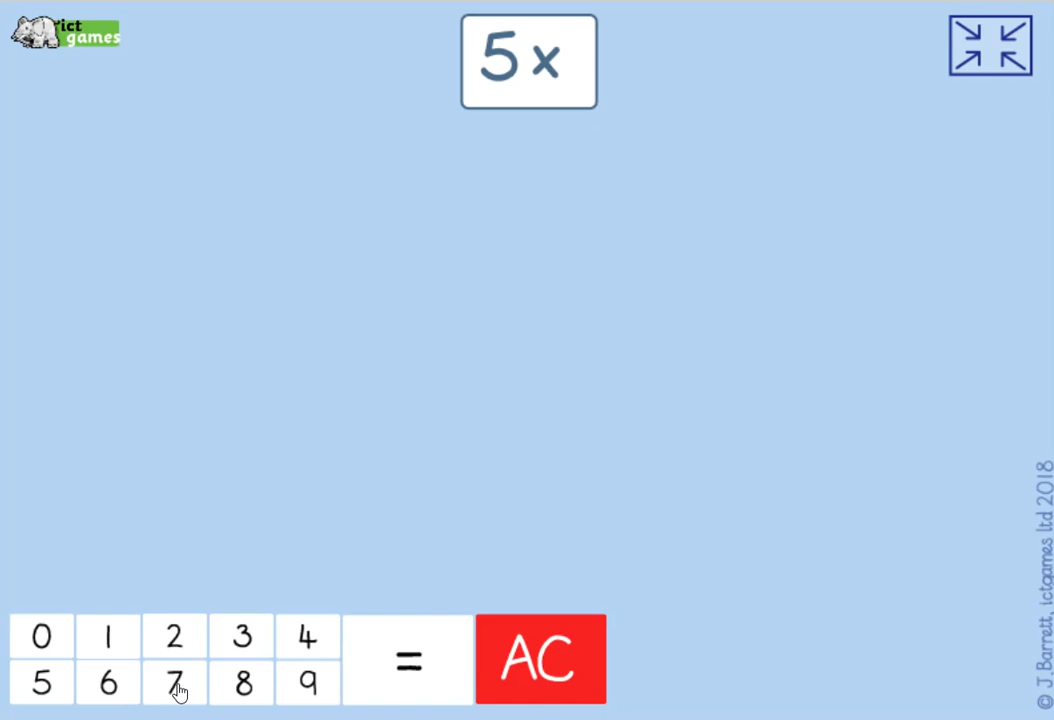 ict
games
5 x
0 1 2 3 4
5 6 7 8 9
=
AC
© J.Barrett, ictgames ltd 2018